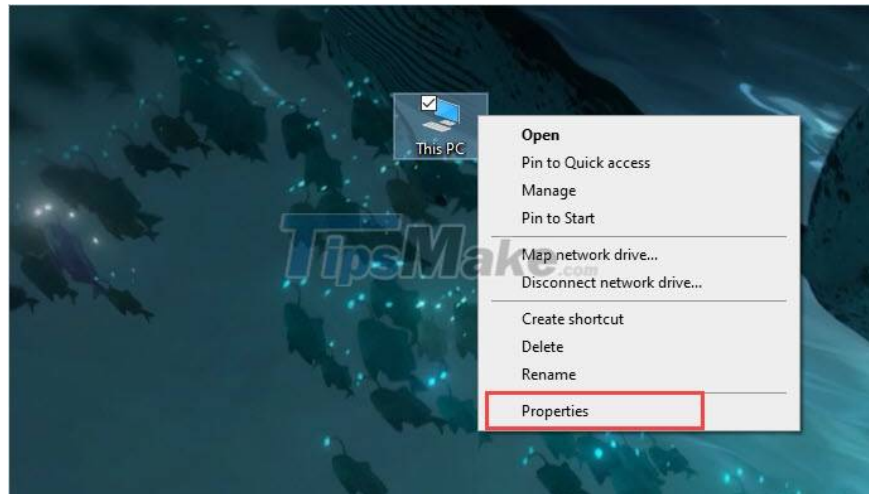 This PC
Open
Pin to Quick access
Manage
Pin to Start
Map network drive...
TipsMake.com
Disconnect network drive...
Create shortcut
Delete
Rename
Properties